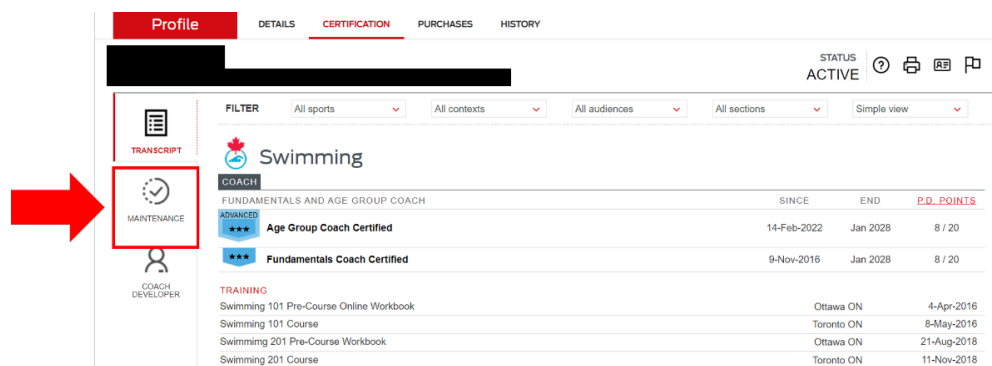 Profile DETAILS CERTIFICATION PURCHASES HISTORY
STATUS
ACTIVE
FILTER All sports All contexts All audiences All sections Simple view
TRANSCRIPT
MAINTENANCE
COACH
DEVELOPER
Swimming
COACH
FUNDAMENTALS AND AGE GROUP COACH SINCE END P.D. POINTS
ADVANCED
Age Group Coach Certified 14-Feb-2022 Jan 2028 8 / 20
Fundamentals Coach Certified 9-Nov-2016 Jan 2028 8 / 20
TRAINING
Swimming 101 Pre-Course Online Workbook Ottawa ON 4-Apr-2016
Swimming 101 Course Toronto ON 8-May-2016
Swimmimg 201 Pre-Course Workbook Ottawa ON 21-Aug-2018
Swimming 201 Course Toronto ON 11-Nov-2018